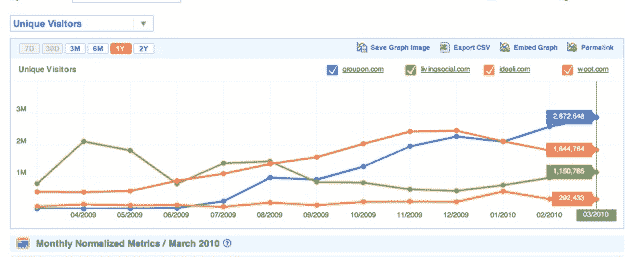 Unique Visitors
7D 30D 3M 6M 1Y 2Y Save Graph Image Export CSV Embed Graph Permalink
Unique Visitors groupon.com livingsocial.com ideeli.com woot.com
3M
2M
1M
2,672,646
1,644,764
1,150,785
292,433
04/2009 05/2009 06/2009 07/2009 08/2009 09/2009 10/2009 11/2009 12/2009 01/2010 02/2010 03/2010
Monthly Normalized Metrics / March 2010